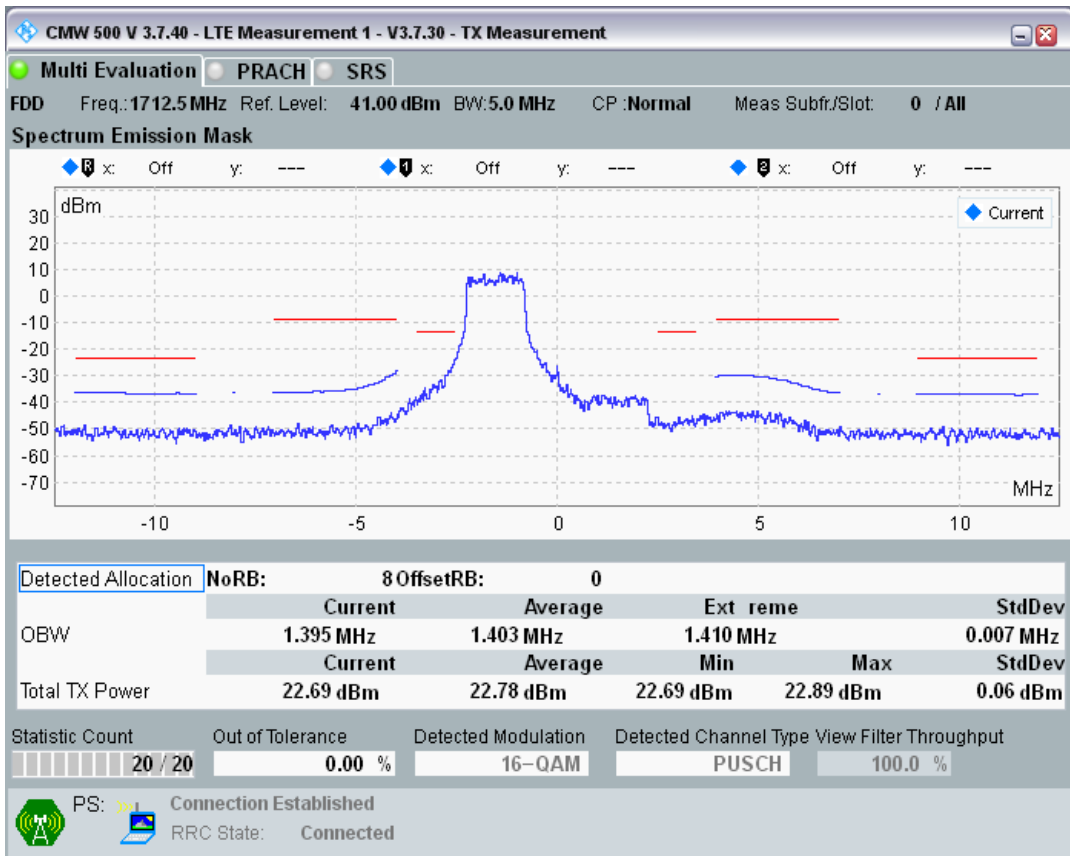 CMW 500 V 3.7.40 - LTE Measurement 1 - V3.7.30 - TX Measurement
Multi Evaluation PRACH SRS
FDD Freq.:1712.5 MHz Ref. Level: 41.00 dBm BW:5.0 MHz CP :Normal Meas Subfr./Slot: 0 / All
Spectrum Emission Mask
R x: Off y: --- 1 x: Off y: --- 2 x: Off y: ---
dBm
Current
30
20
10
0
-10
-20
-30
-40
-50
-60
-70
MHz
-10 -5 0 5 10
Detected Allocation NoRB: 8 OffsetRB: 0
Current Average Ext reme StdDev
OBW 1.395 MHz 1.403 MHz 1.410 MHz 0.007 MHz
Current Average Min Max StdDev
Total TX Power 22.69 dBm 22.78 dBm 22.69 dBm 22.89 dBm 0.06 dBm
Statistic Count Out of Tolerance Detected Modulation Detected Channel Type View Filter Throughput
20 / 20 0.00 % 16-QAM PUSCH 100.0 %
PS: Connection Established
RRC State: Connected